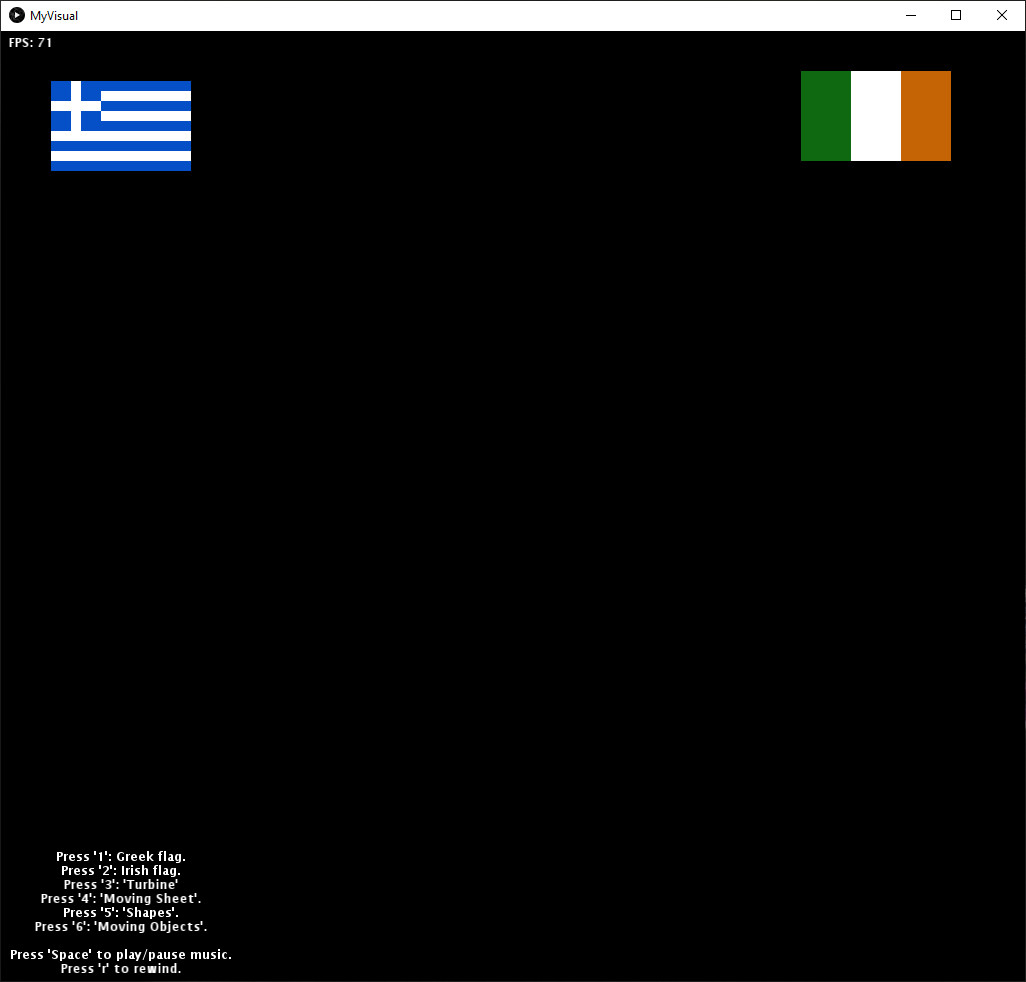 MyVisual
FPS: 71
Press '1': Greek flag.
Press '2': Irish flag.
Press '3': 'Turbine'
Press '4': 'Moving Sheet'.
Press '5': 'Shapes'.
Press '6': 'Moving Objects'.
Press 'Space' to play/pause music.
Press 'r' to rewind.